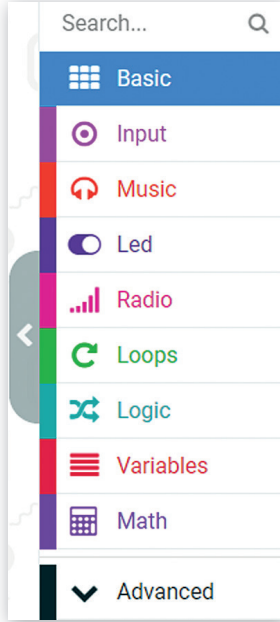 Search...
Basic
Input
Music
Led
Radio
Loops
Logic
Variables
Math
Advanced